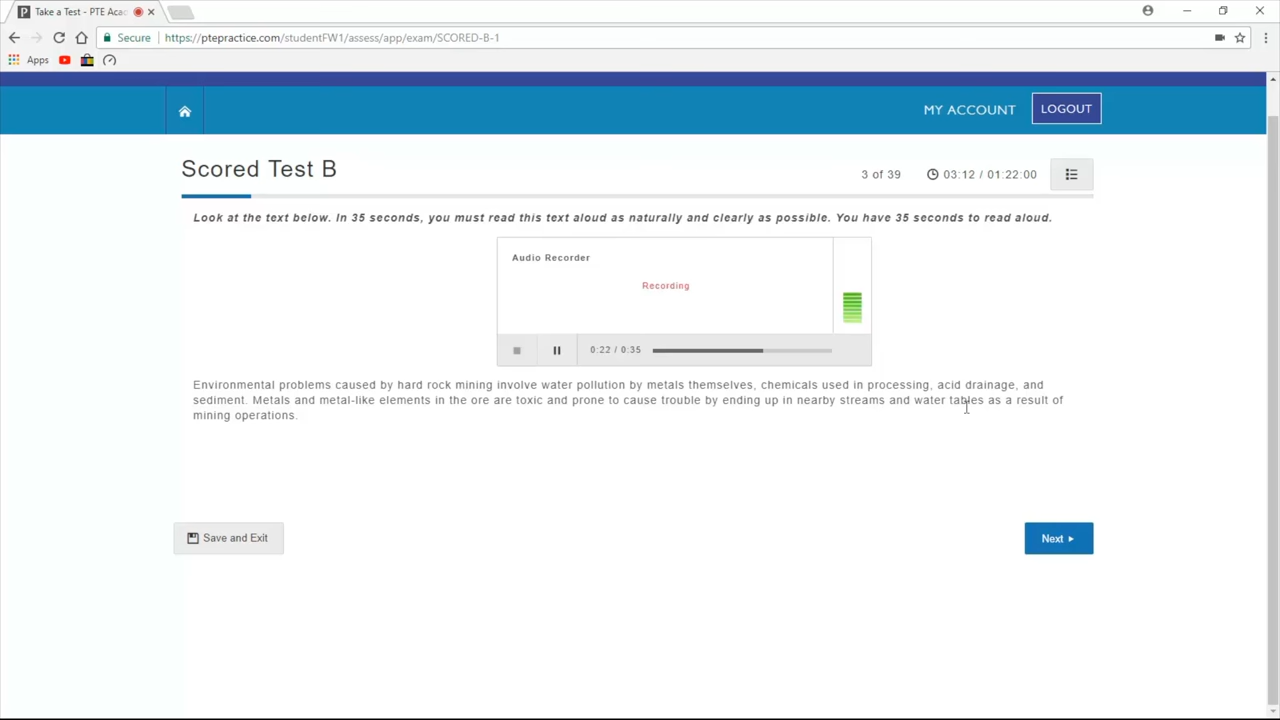 Take a Test - PTE Aca
Secure https://ptepractice.com/studentFW1/assess/app/exam/SCORED-B-1
Apps
MY ACCOUNT LOGOUT
Scored Test B
3 of 39 03:12 / 01:22:00
Look at the text below. In 35 seconds, you must read this text aloud as naturally and clearly as possible. You have 35 seconds to read aloud.
Audio Recorder
Recording
0:22 / 0:35
Environmental problems caused by hard rock mining involve water pollution by metals themselves, chemicals used in processing, acid drainage, and
sediment. Metals and metal-like elements in the ore are toxic and prone to cause trouble by ending up in nearby streams and water tables as a result of
mining operations.
Save and Exit
Next